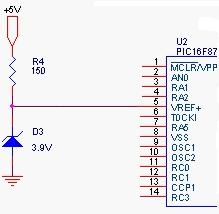 +5V
U2
PIC16F87
R4
150
1 MCLR/VPP
2 AN0
3 RA1
4 RA2
5 VREF+
6 T0CKI
7 RA5
8 VSS
9 OSC1
10 OSC2
11 RC0
12 RC1
13 CCP1
14 RC3
D3
3.9V